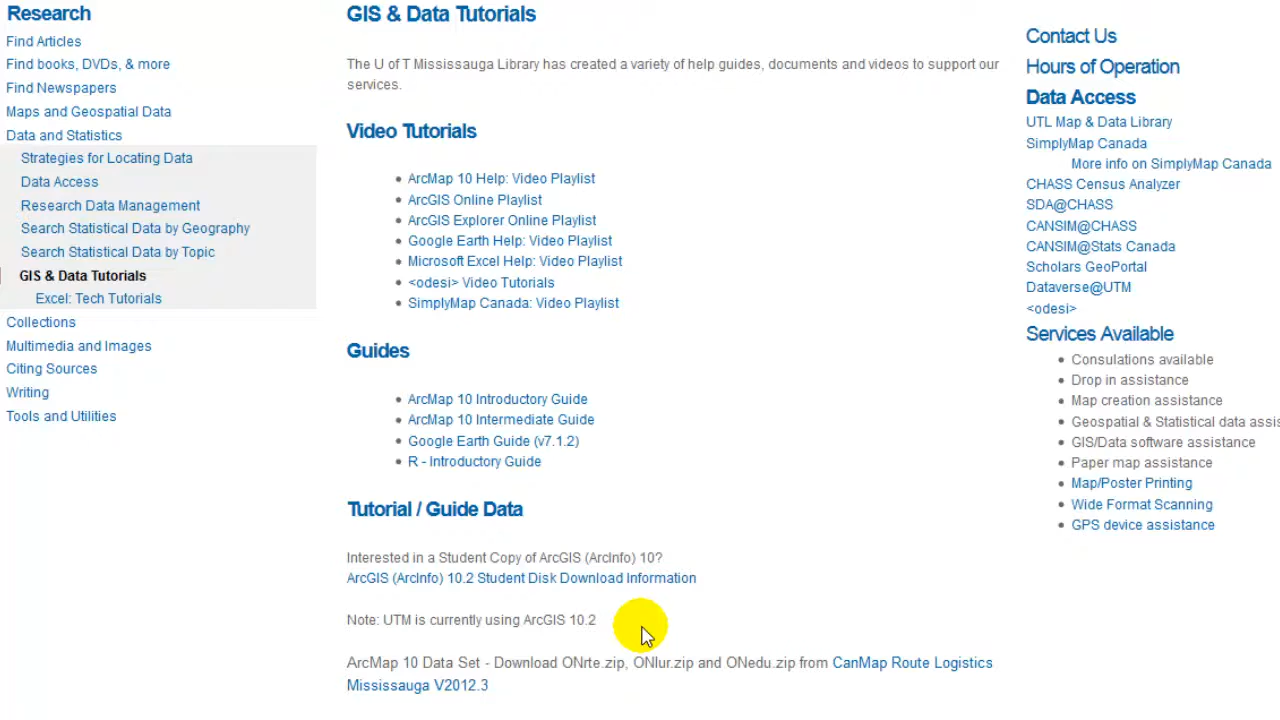 Research
Find Articles
Find books, DVDs, & more
Find Newspapers
Maps and Geospatial Data
Data and Statistics
Strategies for Locating Data
Data Access
Research Data Management
Search Statistical Data by Geography
Search Statistical Data by Topic
GIS & Data Tutorials
Excel: Tech Tutorials
Collections
Multimedia and Images
Citing Sources
Writing
Tools and Utilities
GIS & Data Tutorials
The U of T Mississauga Library has created a variety of help guides, documents and videos to support our
services.
Video Tutorials
ArcMap 10 Help: Video Playlist
ArcGIS Online Playlist
ArcGIS Explorer Online Playlist
Google Earth Help: Video Playlist
Microsoft Excel Help: Video Playlist
<odesi> Video Tutorials
SimplyMap Canada: Video Playlist
Guides
ArcMap 10 Introductory Guide
ArcMap 10 Intermediate Guide
Google Earth Guide (v7.1.2)
R - Introductory Guide
Tutorial / Guide Data
Interested in a Student Copy of ArcGIS (ArcInfo) 10?
ArcGIS (ArcInfo) 10.2 Student Disk Download Information
Note: UTM is currently using ArcGIS 10.2
ArcMap 10 Data Set - Download ONrte.zip, ONlur.zip and ONedu.zip from CanMap Route Logistics
Mississauga V2012.3
Contact Us
Hours of Operation
Data Access
UTL Map & Data Library
SimplyMap Canada
More info on SimplyMap Canada
CHASS Census Analyzer
SDA@CHASS
CANSIM@CHASS
CANSIM@Stats Canada
Scholars GeoPortal
Dataverse@UTM
<odesi>
Services Available
Consulations available
Drop in assistance
Map creation assistance
Geospatial & Statistical data assis
GIS/Data software assistance
Paper map assistance
Map/Poster Printing
Wide Format Scanning
GPS device assistance